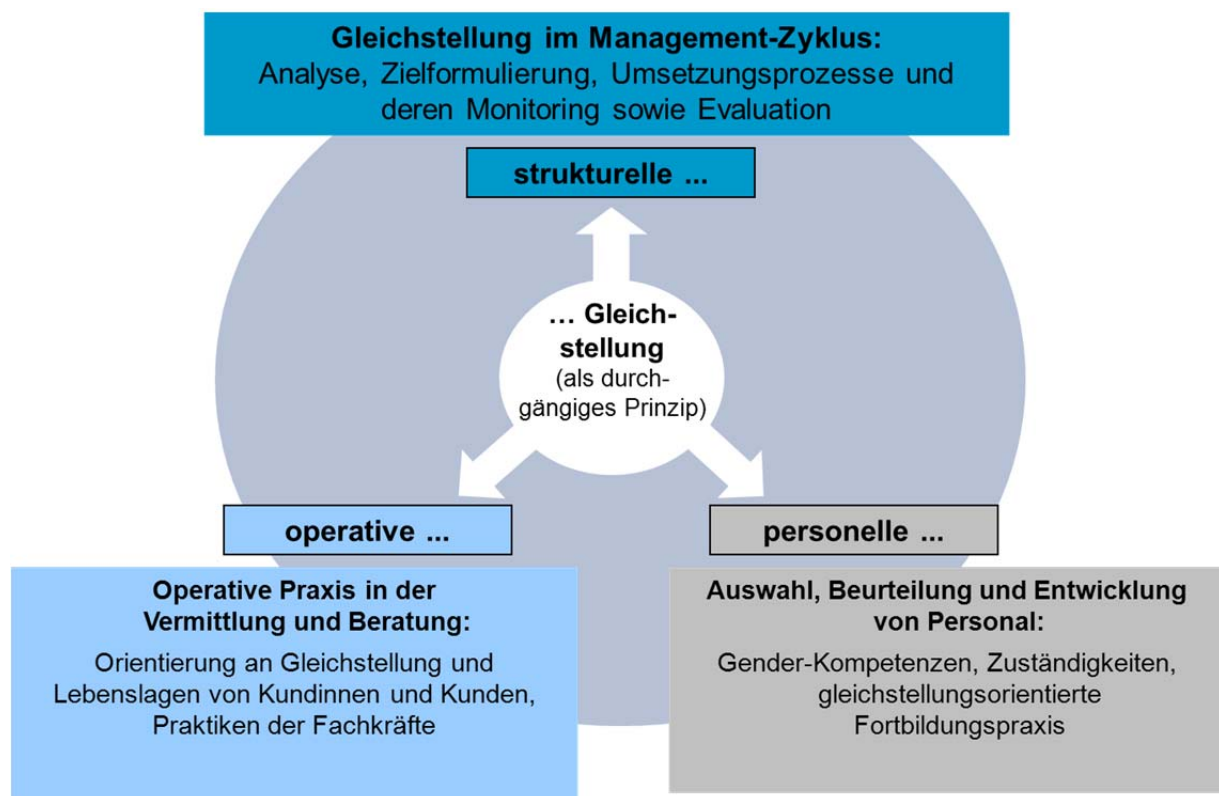 Gleichstellung im Management-Zyklus:
Analyse, Zielformulierung, Umsetzungsprozesse und
deren Monitoring sowie Evaluation
strukturelle ...
… Gleich-
stellung
(als durch-
gängiges Prinzip)
operative ...
personelle ...
Operative Praxis in der
Vermittlung und Beratung:
Orientierung an Gleichstellung und
Lebenslagen von Kundinnen und Kunden,
Praktiken der Fachkräfte
Auswahl, Beurteilung und Entwicklung
von Personal:
Gender-Kompetenzen, Zuständigkeiten,
gleichstellungsorientierte
Fortbildungspraxis